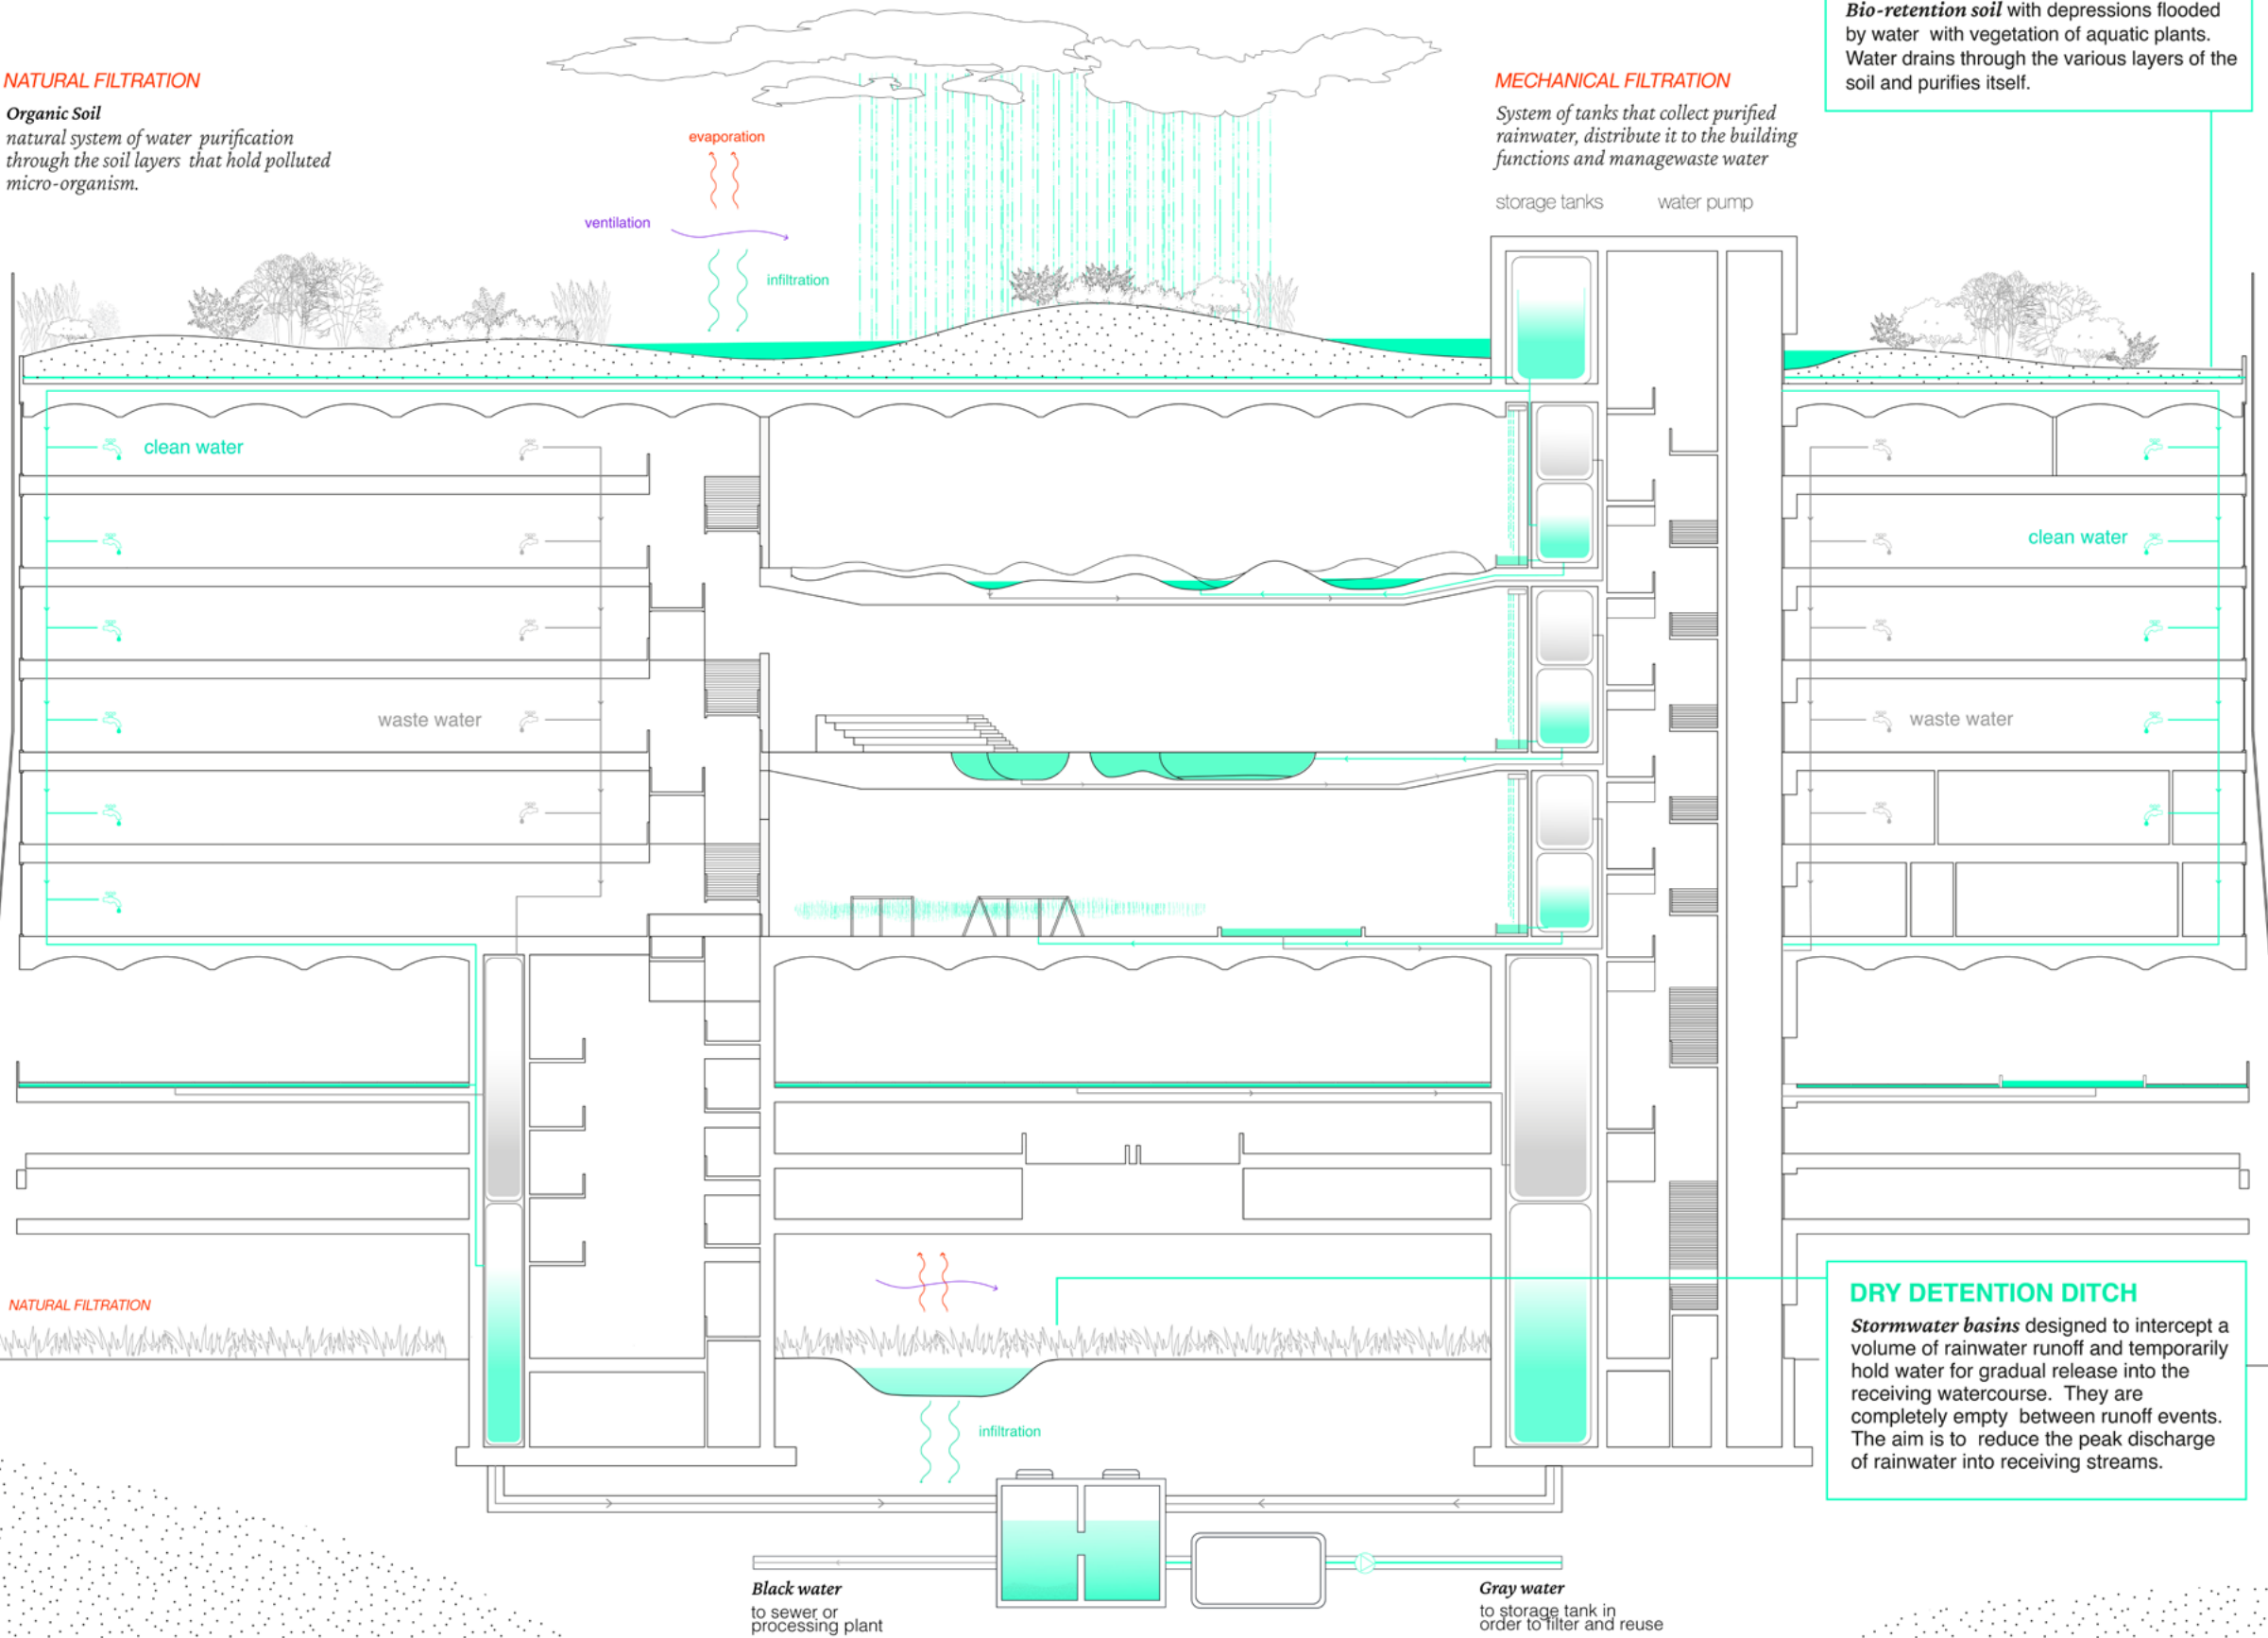 Bio-retention soil with depressions flooded
by water with vegetation of aquatic plants.
Water drains through the various layers of the
soil and purifies itself.
NATURAL FILTRATION
Organic Soil
natural system of water purification
through the soil layers that hold polluted
micro-organism.
MECHANICAL FILTRATION
System of tanks that collect purified
rainwater, distribute it to the building
functions and managewaste water
storage tanks
water pump
evaporation
ventilation
infiltration
clean water
clean water
waste water
waste water
NATURAL FILTRATION
DRY DETENTION DITCH
Stormwater basins designed to intercept a
volume of rainwater runoff and temporarily
hold water for gradual release into the
receiving watercourse. They are
completely empty between runoff events.
The aim is to reduce the peak discharge
of rainwater into receiving streams.
infiltration
Black water
to sewer or
processing plant
Gray water
to storage tank in
order to filter and reuse